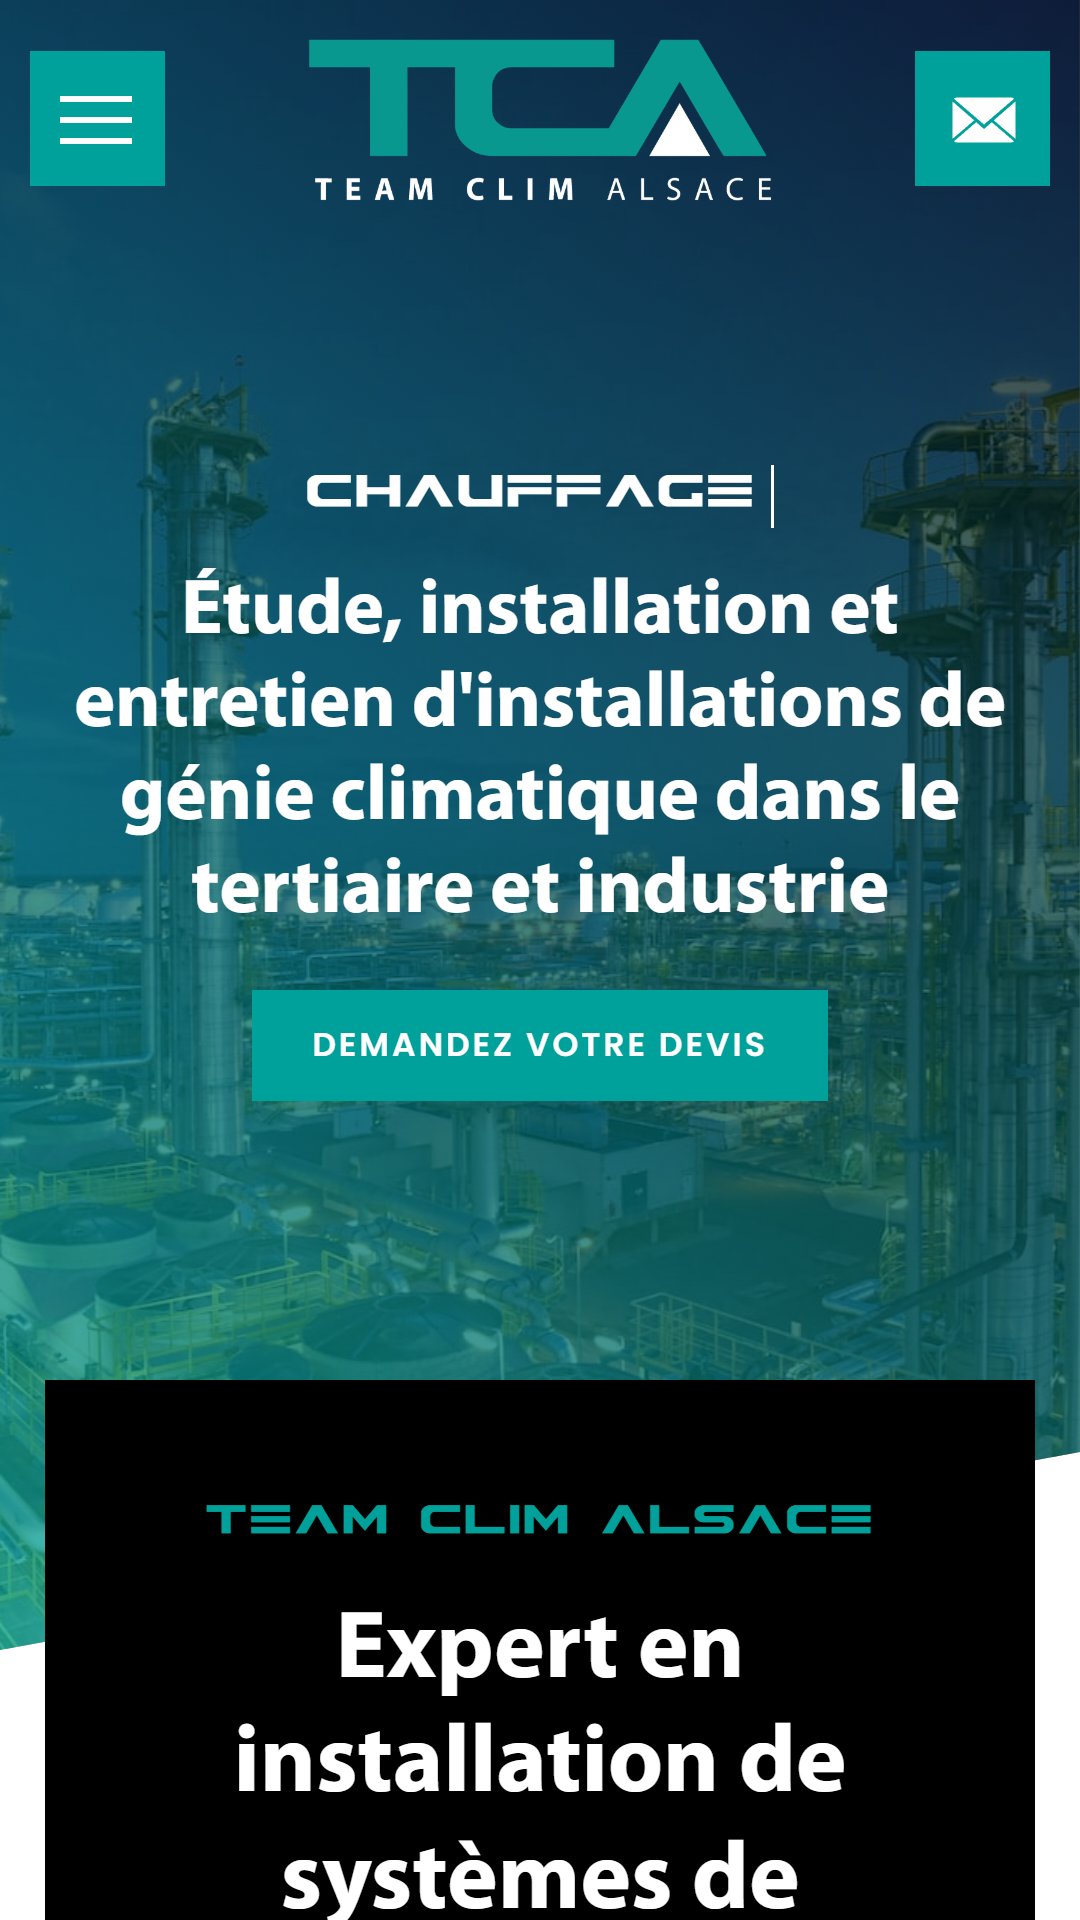 TCA
TEAM CLIM ALSACE
CHAUFFAGE
Étude, installation et
entretien d'installations de
génie climatique dans le
tertiaire et industrie
DEMANDEZ VOTRE DEVIS
TEAM CLIM ALSACE
Expert en
installation de
systèmes de